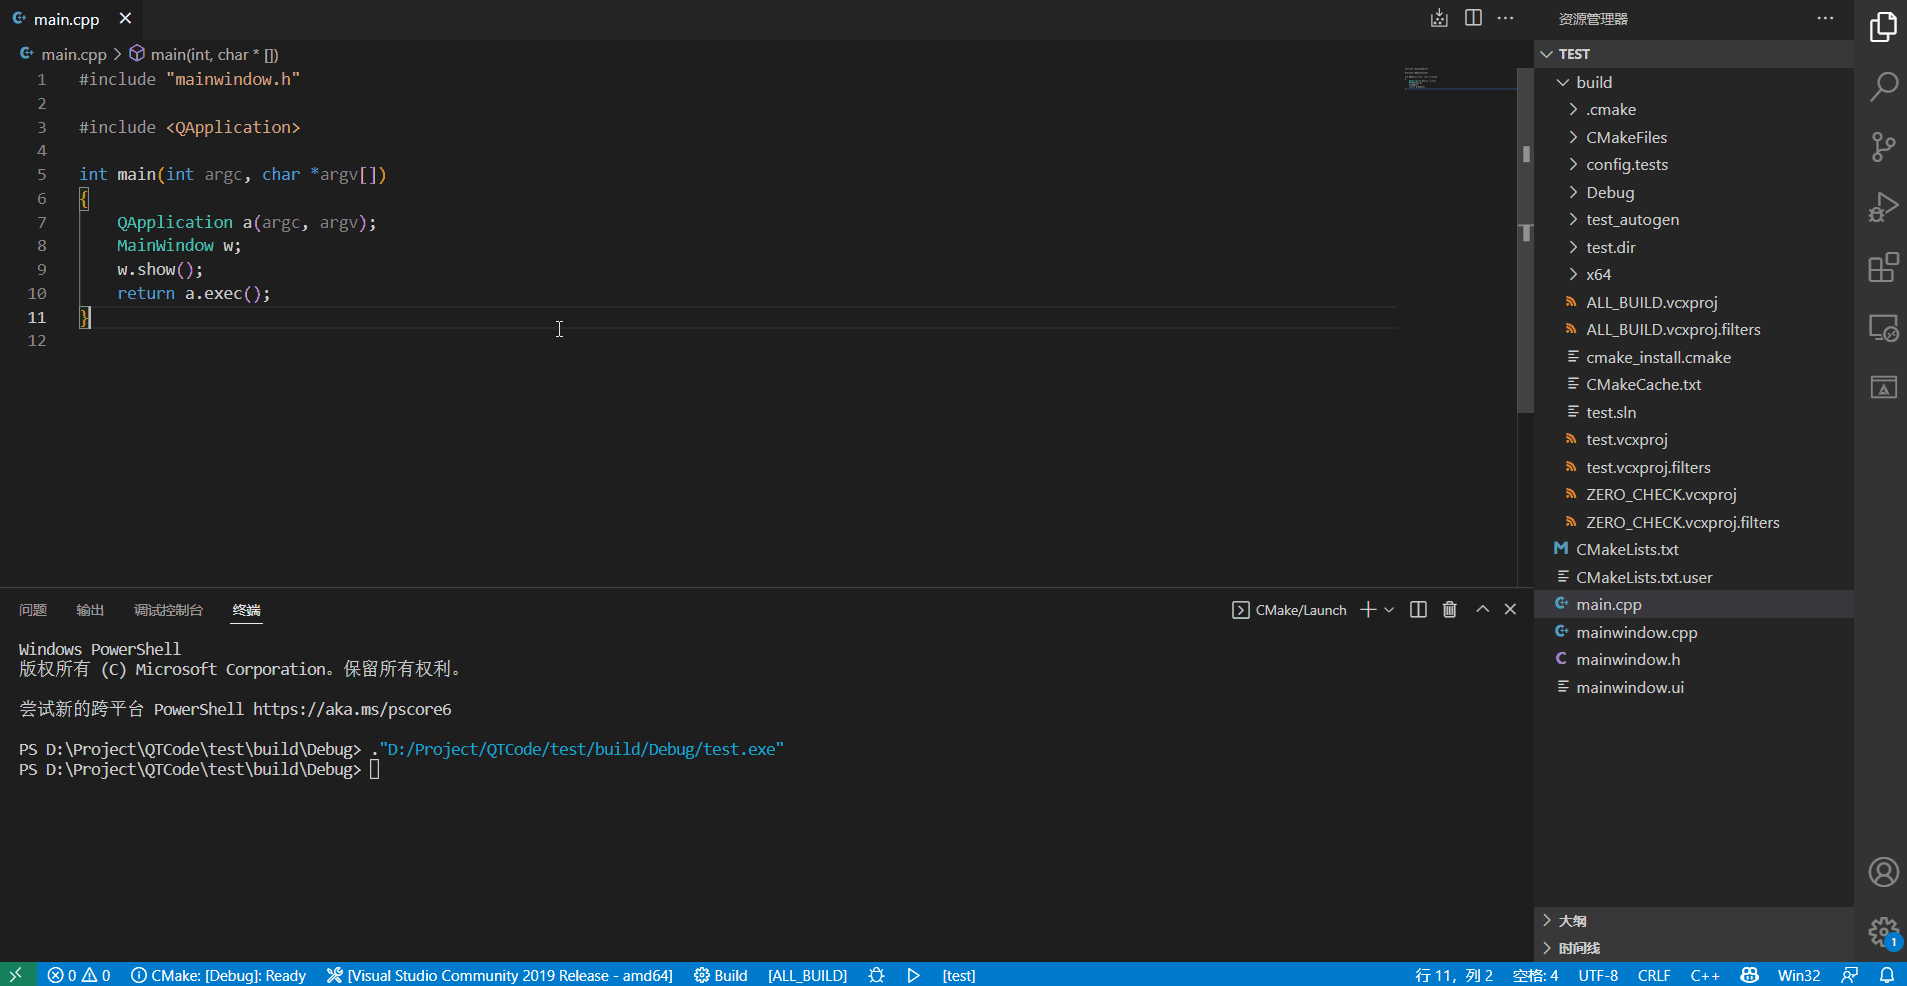 main.cpp
main.cpp > main(int, char * [])
1 #include "mainwindow.h"
2
3 #include <QApplication>
4
5 int main(int argc, char *argv[])
6 {
7 QApplication a(argc, argv);
8 MainWindow w;
9 w.show();
10 return a.exec();
11 }
12
问题 输出 调试控制台 终端
CMake/Launch
Windows PowerShell
版权所有 (C) Microsoft Corporation。保留所有权利。
尝试新的跨平台 PowerShell https://aka.ms/pscore6
PS D:\Project\QTCode\test\build\Debug> ."D:/Project/QTCode/test/build/Debug/test.exe"
PS D:\Project\QTCode\test\build\Debug>
资源管理器
TEST
build
.cmake
CMakeFiles
config.tests
Debug
test_autogen
test.dir
x64
ALL_BUILD.vcxproj
ALL_BUILD.vcxproj.filters
cmake_install.cmake
CMakeCache.txt
test.sln
test.vcxproj
test.vcxproj.filters
ZERO_CHECK.vcxproj
ZERO_CHECK.vcxproj.filters
CMakeLists.txt
CMakeLists.txt.user
main.cpp
mainwindow.cpp
mainwindow.h
mainwindow.ui
大纲
时间线
1
0 0 CMake: [Debug]: Ready [Visual Studio Community 2019 Release - amd64] Build [ALL_BUILD] [test]
行 11，列 2 空格: 4 UTF-8 CRLF C++ Win32